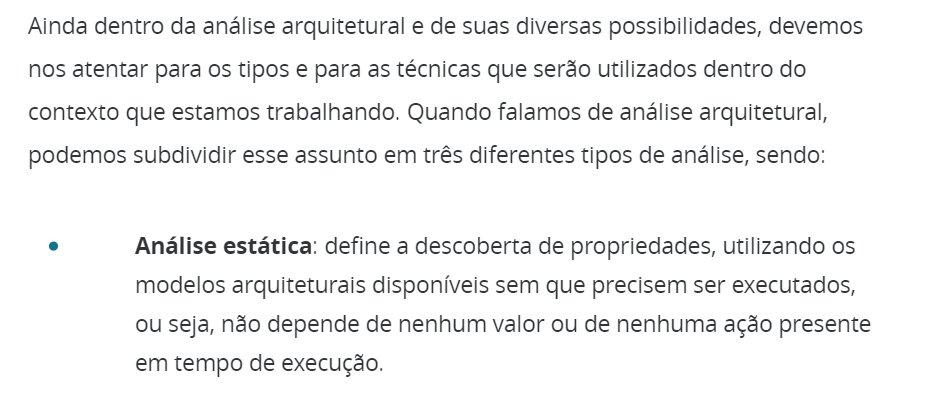 Ainda dentro da análise arquitetural e de suas diversas possibilidades, devemos
nos atentar para os tipos e para as técnicas que serão utilizados dentro do
contexto que estamos trabalhando. Quando falamos de análise arquitetural,
podemos subdividir esse assunto em três diferentes tipos de análise, sendo:
• Análise estática: define a descoberta de propriedades, utilizando os
modelos arquiteturais disponíveis sem que precisem ser executados,
ou seja, não depende de nenhum valor ou de nenhuma ação presente
em tempo de execução.